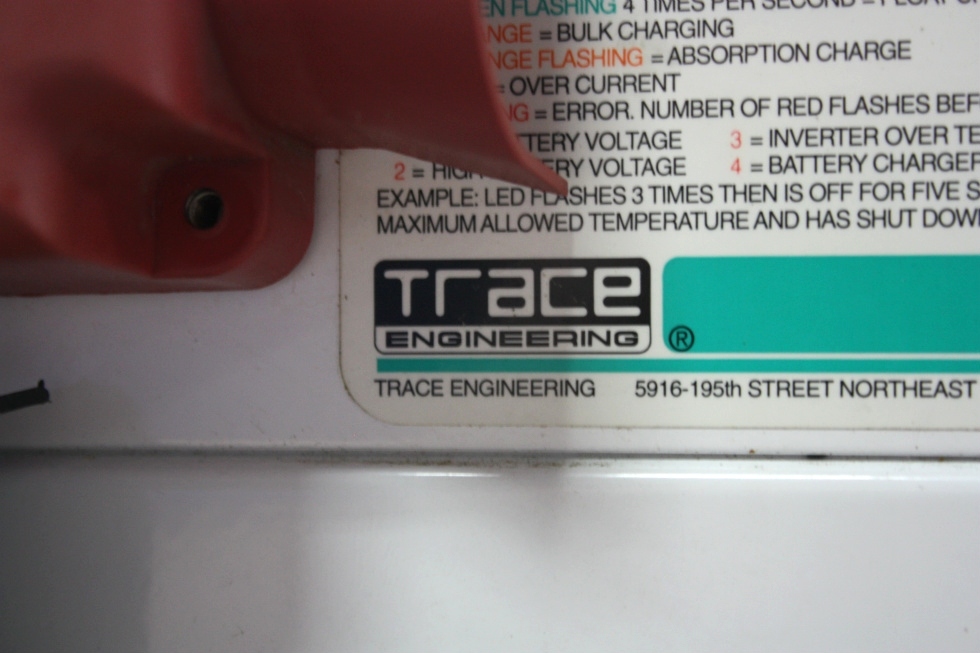 FLASHING 4 TIMES PER SECOND =
= BULK CHARGING
FLASHING = ABSORPTION CHARGE
= OVER CURRENT
= ERROR. NUMBER OF RED FLASHES
VOLTAGE 3 = INVERTER OVER
2 = VOLTAGE 4 = BATTERY CHARGER
EXAMPLE: LED FLASHES 3 TIMES THEN IS OFF FOR FIVE
MAXIMUM ALLOWED TEMPERATURE AND HAS SHUT
Trace
ENGINEERING ®
TRACE ENGINEERING 5916-195th STREET NORTHEAST